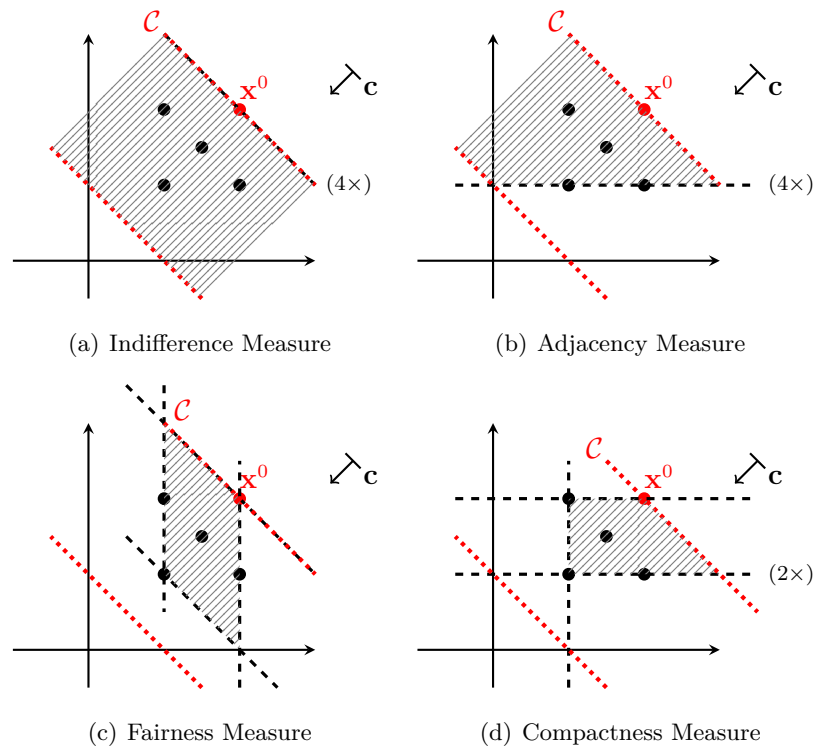 C C
x⁰ c x⁰ c
(4×) (4×)
(a) Indifference Measure (b) Adjacency Measure
C C
x⁰ c x⁰ c
(2×)
(c) Fairness Measure (d) Compactness Measure